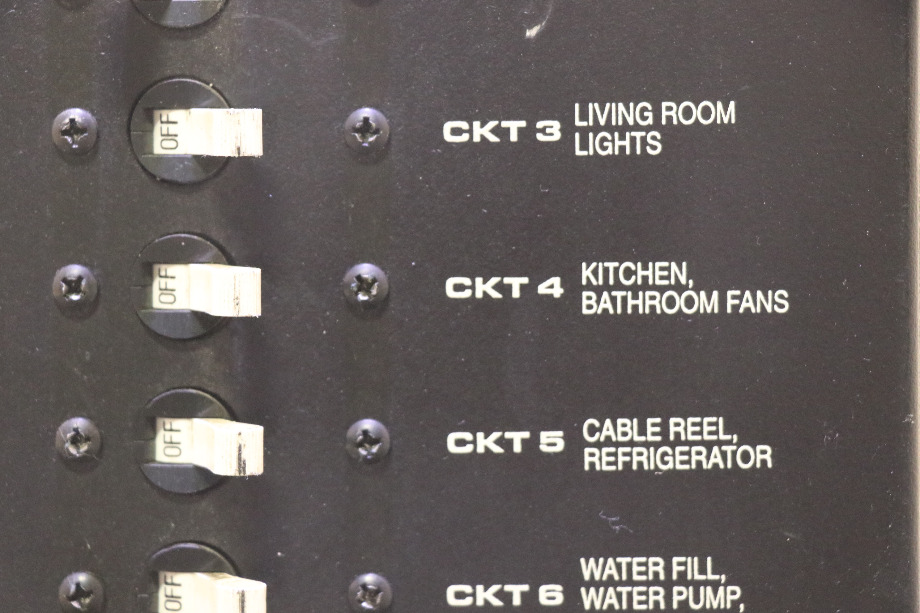 OFF
CKT 3
LIVING ROOM
LIGHTS
OFF
CKT 4
KITCHEN,
BATHROOM FANS
OFF
CKT 5
CABLE REEL,
REFRIGERATOR
OFF
CKT 6
WATER FILL,
WATER PUMP,